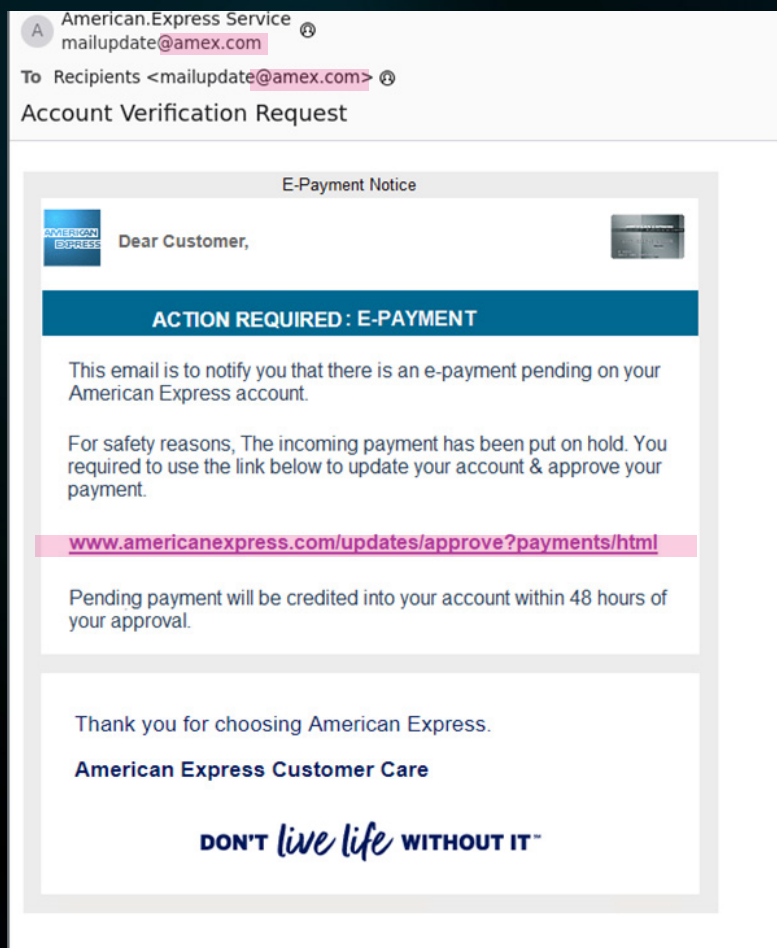 A
American.Express Service
mailupdate@amex.com
To Recipients <mailupdate@amex.com>
Account Verification Request
E-Payment Notice
AMERICAN
EXPRESS
Dear Customer,
ACTION REQUIRED: E-PAYMENT
This email is to notify you that there is an e-payment pending on your
American Express account.
For safety reasons, The incoming payment has been put on hold. You
required to use the link below to update your account & approve your
payment.
www.americanexpress.com/updates/approve?payments/html
Pending payment will be credited into your account within 48 hours of
your approval.
Thank you for choosing American Express.
American Express Customer Care
DON'T live life WITHOUT IT™